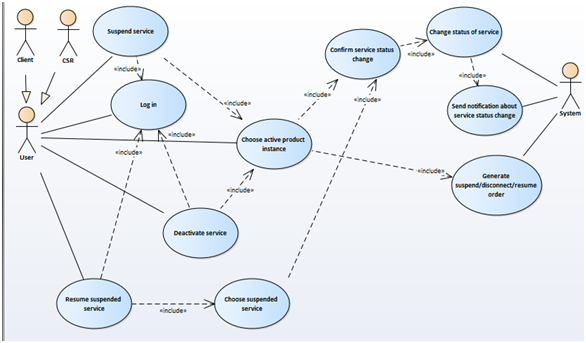 Suspend service
Change status of service
Confirm service status
change
Client
CSR
«include»
«include»
«include»
Log in
«include»
«include»
«include»
Send notification about
service status change
System
User
«include»
Choose active product
instance
«include»
«include»
Generate
suspend/disconnect/resume
order
«include»
Deactivate service
«include»
Resume suspended
service
Choose suspended
service
«include»